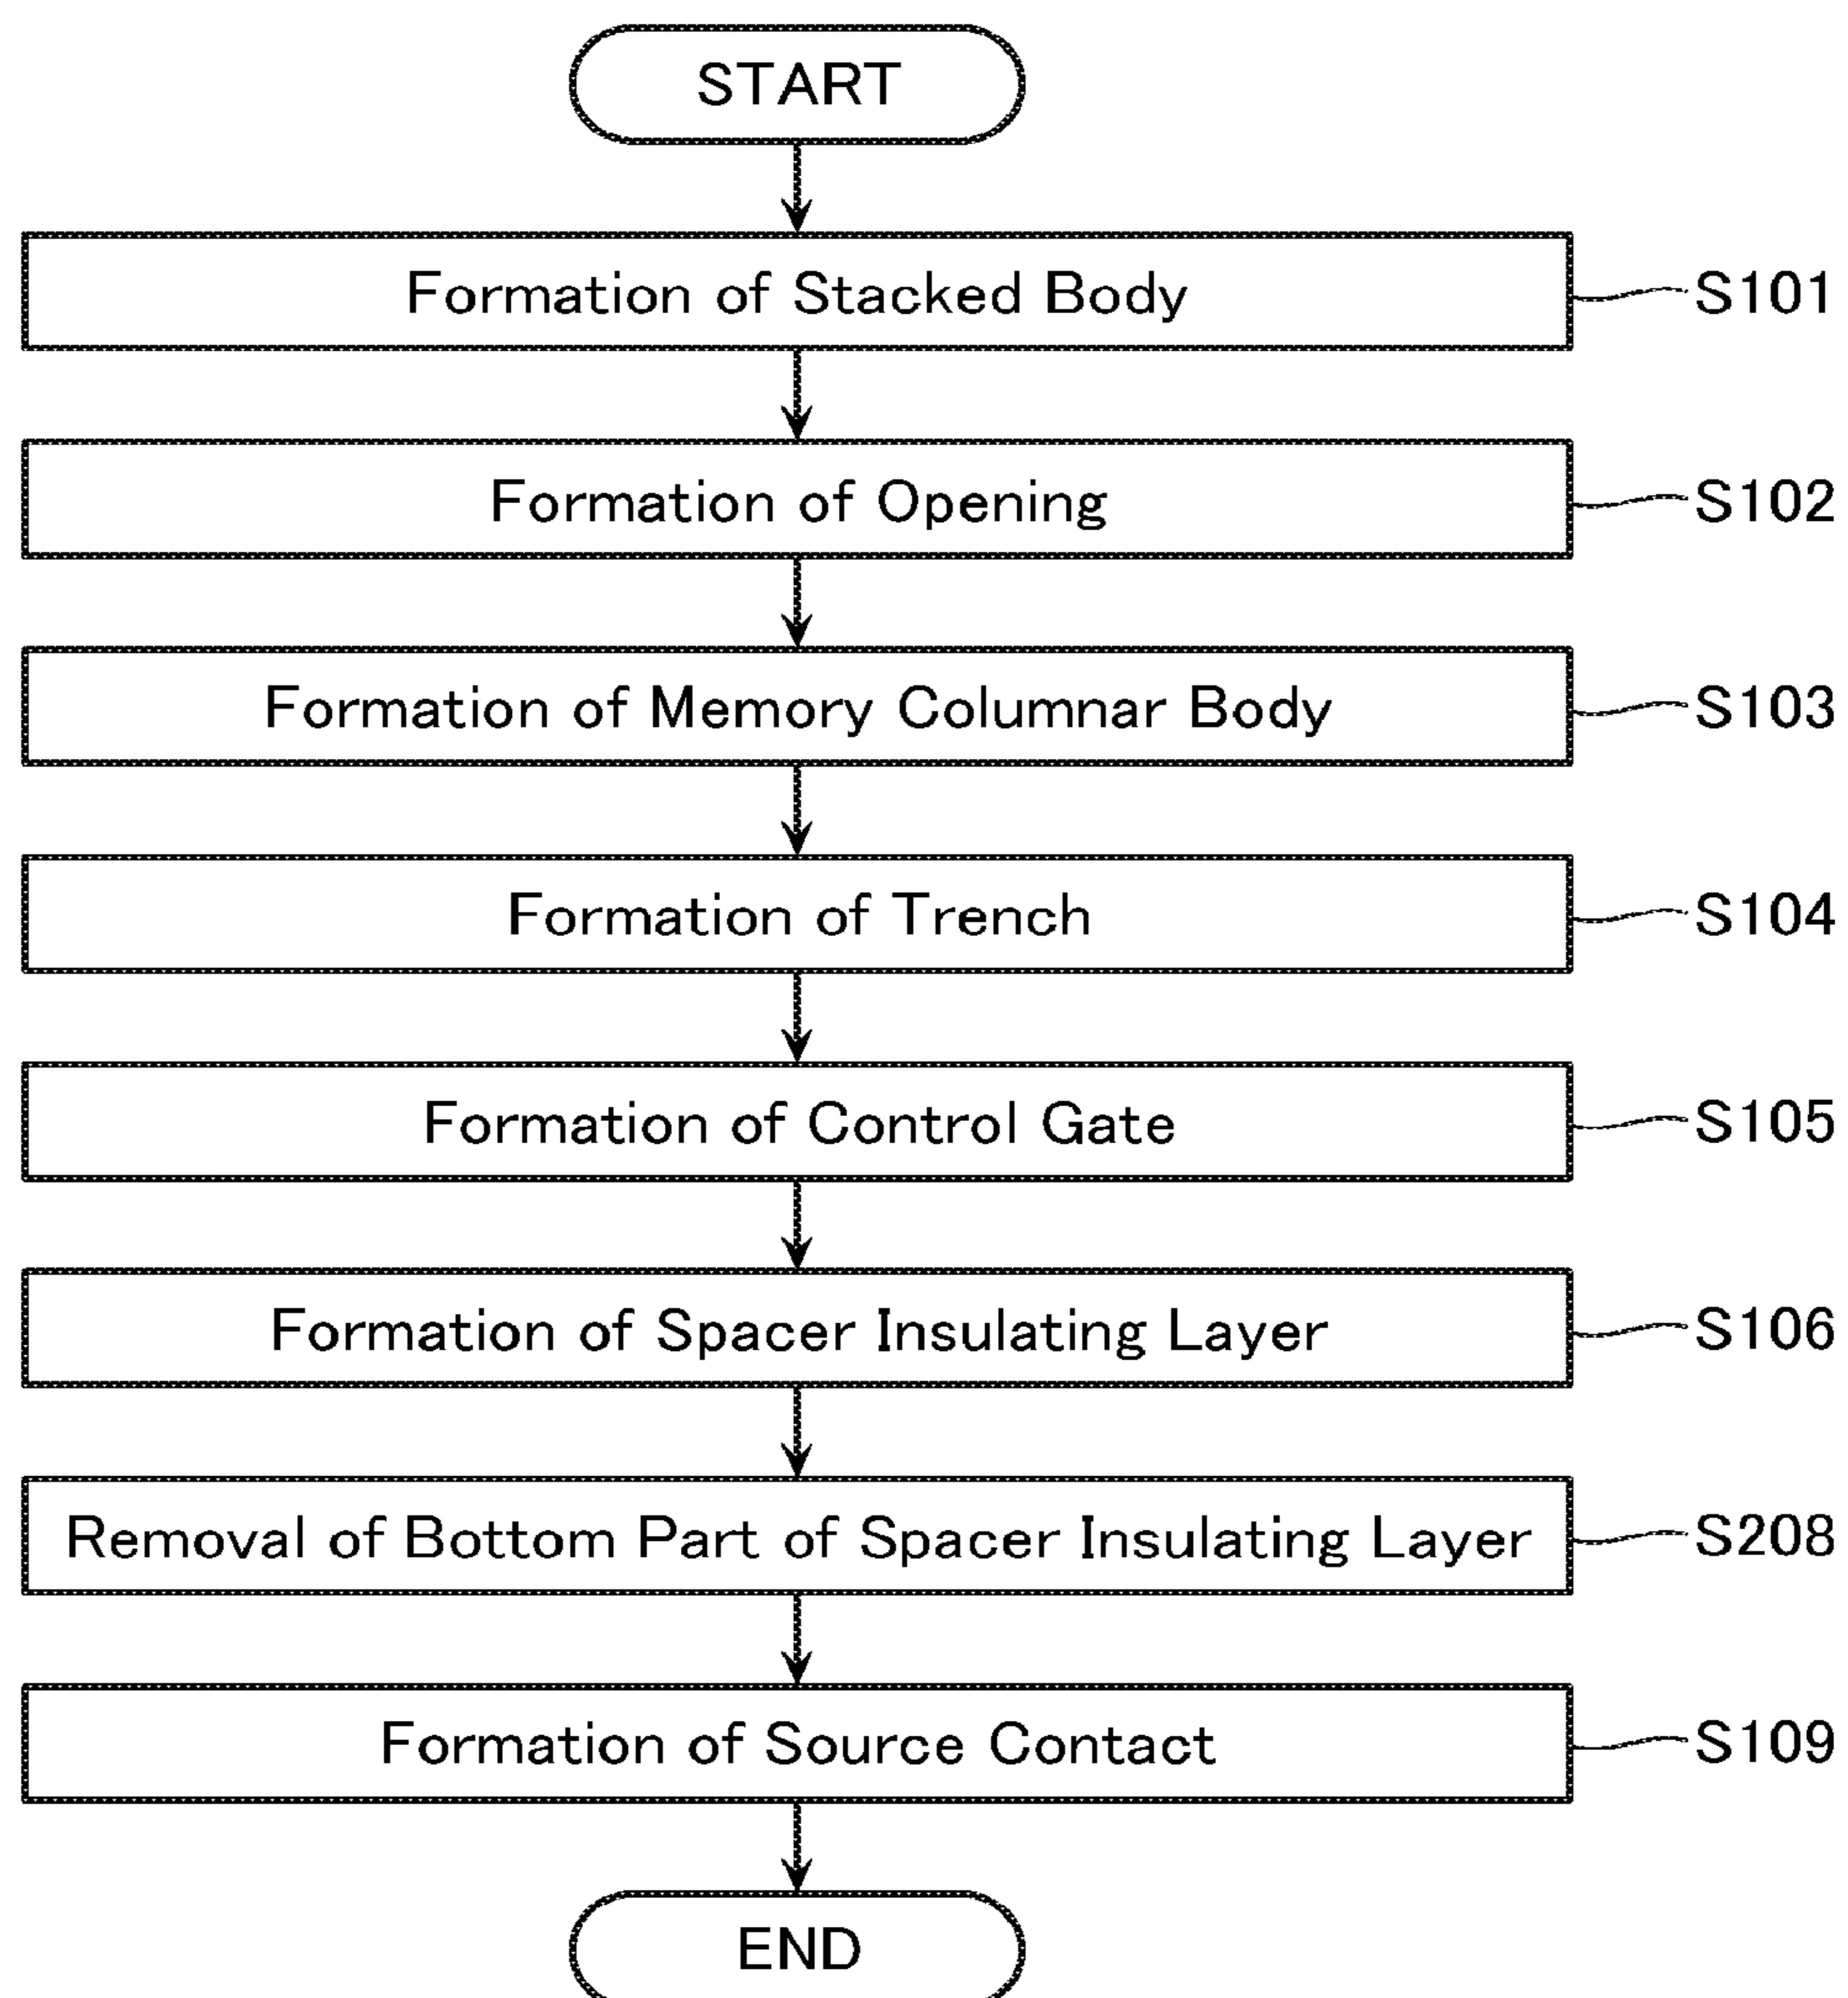 START
Formation of Stacked Body S101
Formation of Opening S102
Formation of Memory Columnar Body S103
Formation of Trench S104
Formation of Control Gate S105
Formation of Spacer Insulating Layer S106
Removal of Bottom Part of Spacer Insulating Layer S208
Formation of Source Contact S109
END